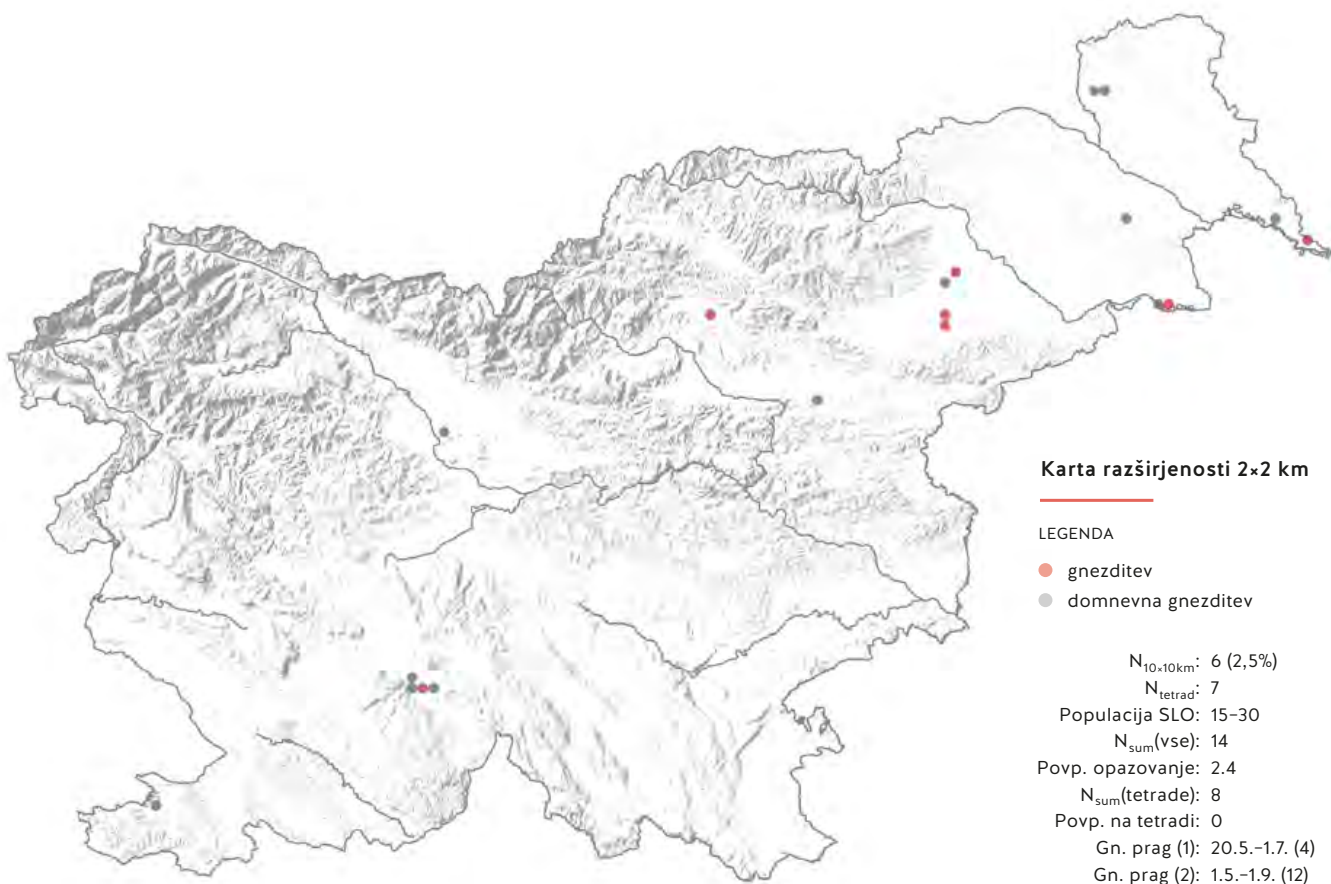 Karta razširjenosti 2×2 km
LEGENDA
gnezditev
domnevna gnezditev
N10×10km: 6 (2,5%)
Ntetrad: 7
Populacija SLO: 15–30
Nsum(vse): 14
Povp. opazovanje: 2.4
Nsum(tetrade): 8
Povp. na tetradi: 0
Gn. prag (1): 20.5.–1.7. (4)
Gn. prag (2): 1.5.–1.9. (12)